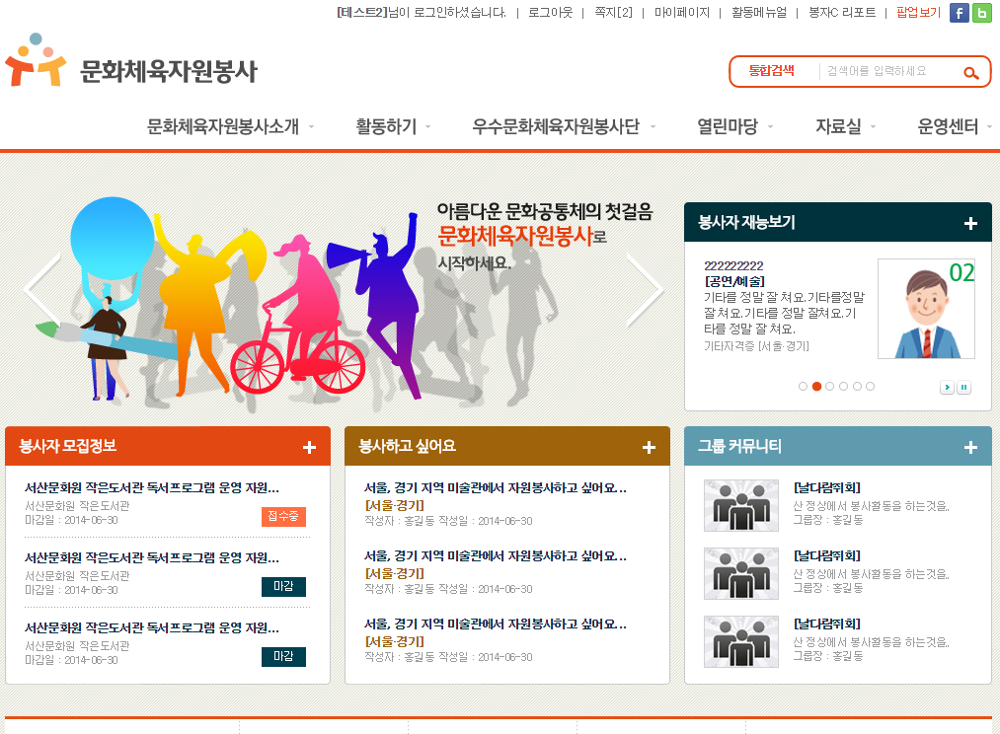 [테스트2]님이 로그인하셨습니다. | 로그아웃 | 쪽지[2] | 마이페이지 | 활동메뉴얼 | 봉자C 리포트 | 팝업보기 f b
문화체육자원봉사
통합검색 검색어를 입력하세요
문화체육자원봉사소개 활동하기 우수문화체육자원봉사단 열린마당 자료실 운영센터
아름다운 문화공통체의 첫걸음
문화체육자원봉사로
시작하세요.
봉사자 재능보기 +
222222222
[공연/예술]
기타를 정말 잘 쳐요.기타를정말
잘 쳐요.기타를 정말 잘쳐요.기
타를 정말 잘 쳐요.
기타자격증 [서울·경기]
02
봉사자 모집정보 +
서산문화원 작은도서관 독서프로그램 운영 지원...
서산문화원 작은도서관
마감일 : 2014-06-30 접수중
서산문화원 작은도서관 독서프로그램 운영 지원...
서산문화원 작은도서관
마감일 : 2014-06-30 마감
서산문화원 작은도서관 독서프로그램 운영 지원...
서산문화원 작은도서관
마감일 : 2014-06-30 마감
봉사하고 싶어요 +
서울, 경기 지역 미술관에서 자원봉사하고 싶어요...
[서울·경기]
작성자 : 홍길동 작성일 : 2014-06-30
서울, 경기 지역 미술관에서 자원봉사하고 싶어요...
[서울·경기]
작성자 : 홍길동 작성일 : 2014-06-30
서울, 경기 지역 미술관에서 자원봉사하고 싶어요...
[서울·경기]
작성자 : 홍길동 작성일 : 2014-06-30
그룹 커뮤니티 +
[날다람쥐회]
산 정상에서 봉사활동을 하는것을..
그룹장 : 홍길동
[날다람쥐회]
산 정상에서 봉사활동을 하는것을..
그룹장 : 홍길동
[날다람쥐회]
산 정상에서 봉사활동을 하는것을..
그룹장 : 홍길동